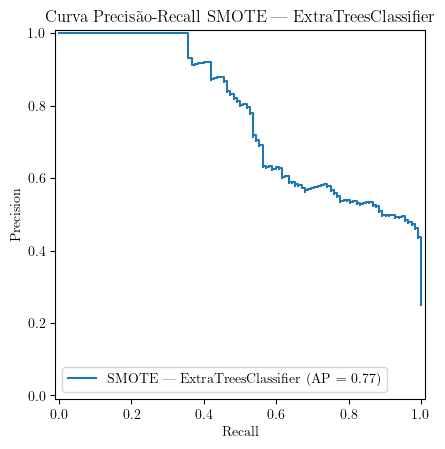 Curva Precisão-Recall SMOTE — ExtraTreesClassifier
1.0
0.8
0.6
0.4
0.2
0.0
Precision
SMOTE — ExtraTreesClassifier (AP = 0.77)
0.0 0.2 0.4 0.6 0.8 1.0
Recall